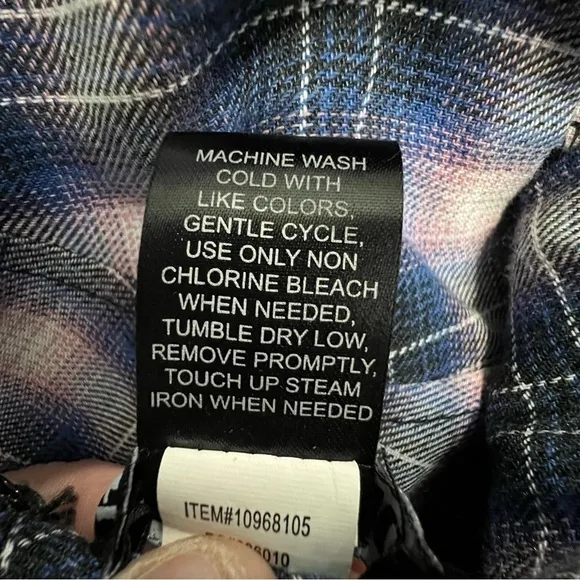 MACHINE WASH
COLD WITH
LIKE COLORS,
GENTLE CYCLE,
USE ONLY NON
CHLORINE BLEACH
WHEN NEEDED,
TUMBLE DRY LOW,
REMOVE PROMPTLY,
TOUCH UP STEAM
IRON WHEN NEEDED
ITEM#10968105